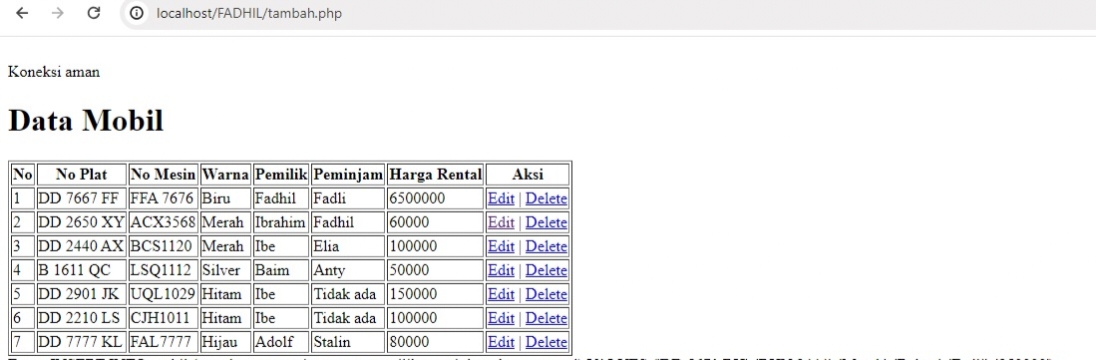 localhost/FADHIL/tambah.php
Koneksi aman
Data Mobil
No No Plat No Mesin Warna Pemilik Peminjam Harga Rental Aksi
1 DD 7667 FF FFA 7676 Biru Fadhil Fadli 6500000 Edit | Delete
2 DD 2650 XY ACX3568 Merah Ibrahim Fadhil 60000 Edit | Delete
3 DD 2440 AX BCS1120 Merah Ibe Elia 100000 Edit | Delete
4 B 1611 QC LSQ1112 Silver Baim Anty 50000 Edit | Delete
5 DD 2901 JK UQL1029 Hitam Ibe Tidak ada 150000 Edit | Delete
6 DD 2210 LS CJH1011 Hitam Ibe Tidak ada 100000 Edit | Delete
7 DD 7777 KL FAL7777 Hijau Adolf Stalin 80000 Edit | Delete